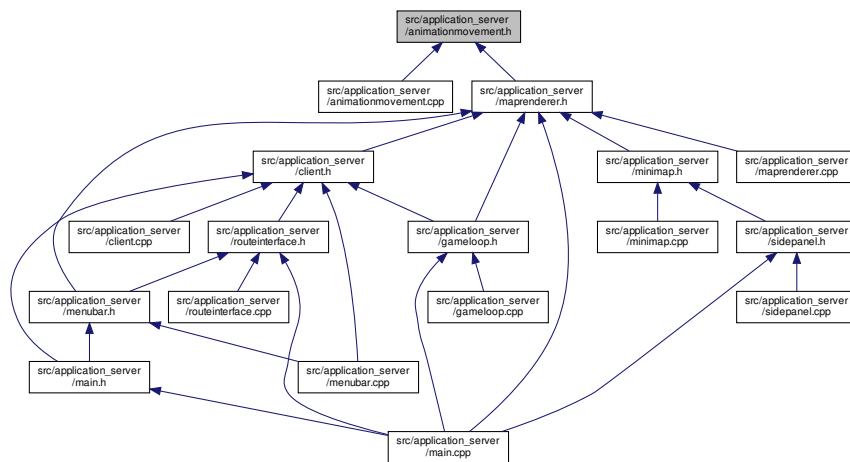 src/application_server
/animationmovement.h
src/application_server
/animationmovement.cpp
src/application_server
/maprenderer.h
src/application_server
/client.h
src/application_server
/minimap.h
src/application_server
/maprenderer.cpp
src/application_server
/client.cpp
src/application_server
/routeinterface.h
src/application_server
/gameloop.h
src/application_server
/minimap.cpp
src/application_server
/sidepanel.h
src/application_server
/menubar.h
src/application_server
/routeinterface.cpp
src/application_server
/gameloop.cpp
src/application_server
/sidepanel.cpp
src/application_server
/main.h
src/application_server
/menubar.cpp
src/application_server
/main.cpp